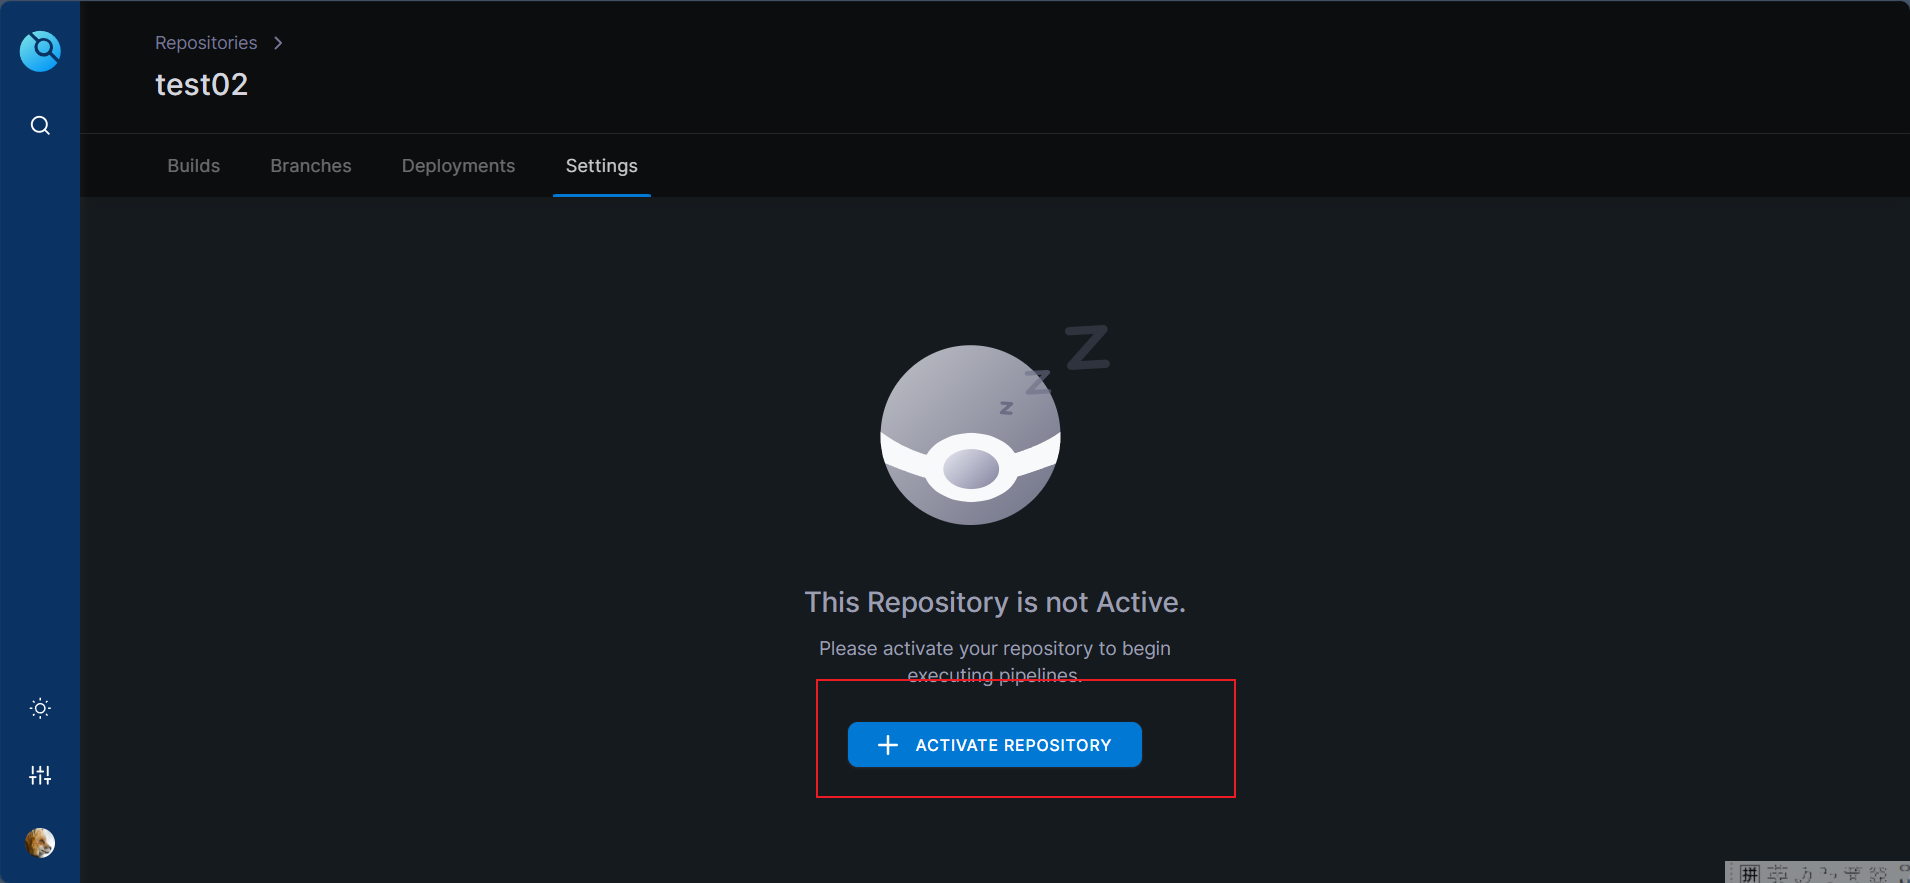 Repositories
test02
Builds Branches Deployments Settings
z
z
z
This Repository is not Active.
Please activate your repository to begin
executing pipelines.
ACTIVATE REPOSITORY
拼